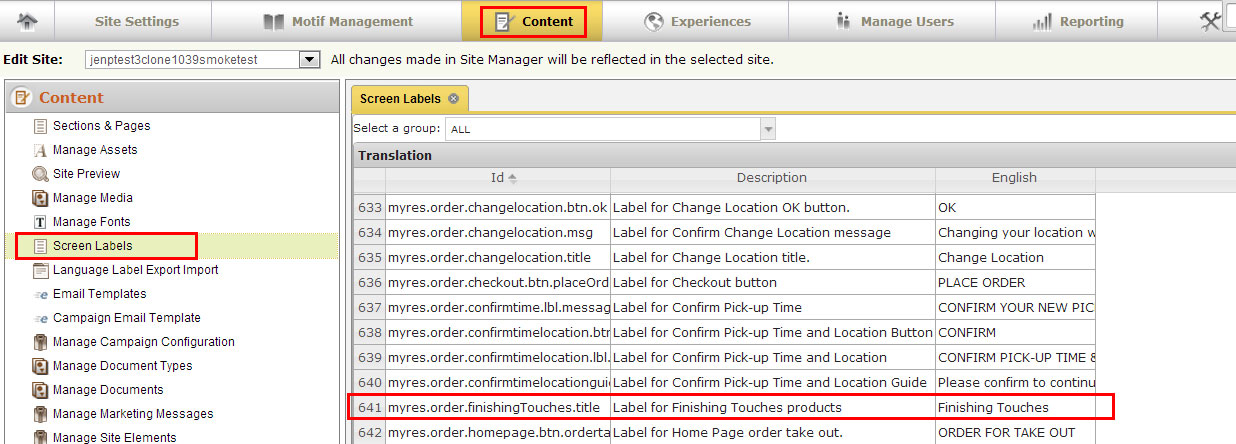 Site Settings Motif Management Content Experiences Manage Users Reporting
Edit Site: jenptest3clone1039smoketest All changes made in Site Manager will be reflected in the selected site.
Content
Sections & Pages
Manage Assets
Site Preview
Manage Media
Manage Fonts
Screen Labels
Language Label Export Import
Email Templates
Campaign Email Template
Manage Campaign Configuration
Manage Document Types
Manage Documents
Manage Marketing Messages
Manage Site Elements
Screen Labels
Select a group: ALL
Translation
Id Description English
633 myres.order.changelocation.btn.ok Label for Change Location OK button. OK
634 myres.order.changelocation.msg Label for Confirm Change Location message Changing your location w
635 myres.order.changelocation.title Label for Change Location title. Change Location
636 myres.order.checkout.btn.placeOrd Label for Checkout button PLACE ORDER
637 myres.order.confirmtime.lbl.messag Label for Confirm Pick-up Time CONFIRM YOUR NEW PIC
638 myres.order.confirmtimelocation.btn Label for Confirm Pick-up Time and Location Button CONFIRM
639 myres.order.confirmtimelocation.lbl. Label for Confirm Pick-up Time and Location CONFIRM PICK-UP TIME &
640 myres.order.confirmtimelocationguid Label for Confirm Pick-up Time and Location Guide Please confirm to continu
641 myres.order.finishingTouches.title Label for Finishing Touches products Finishing Touches
642 myres.order.homepage.btn.orderta Label for Home Page order take out. ORDER FOR TAKE OUT